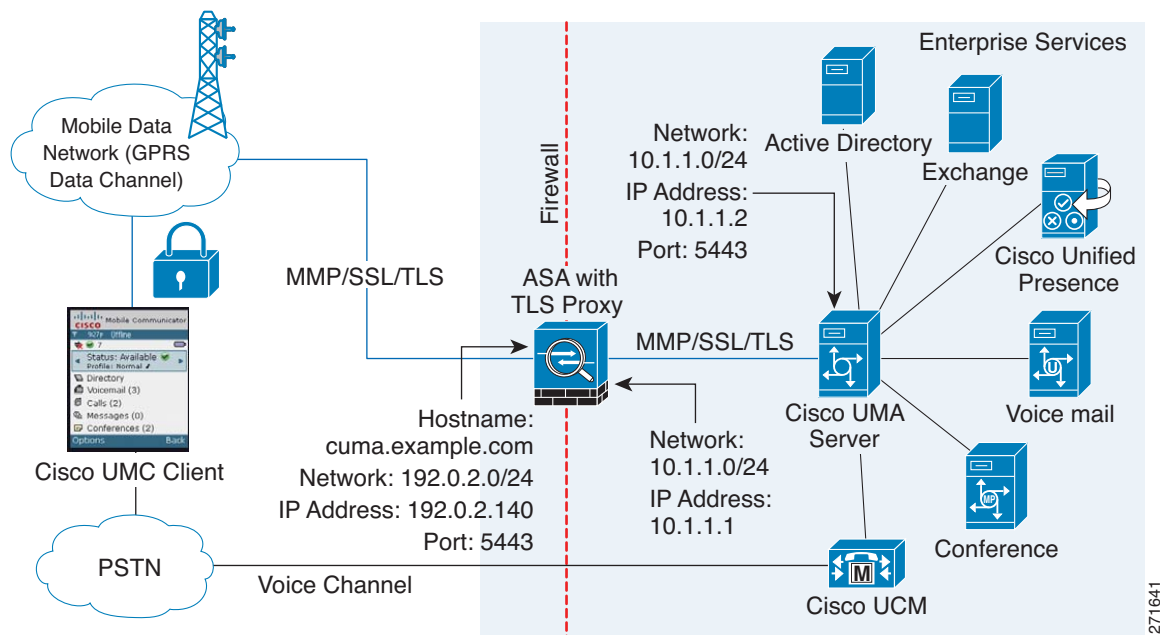 Enterprise Services
Mobile Data
Network (GPRS
Data Channel)
Network:
10.1.1.0/24
IP Address:
10.1.1.2
Port: 5443
Active Directory
Exchange
Cisco Unified
Presence
Firewall
MMP/SSL/TLS
ASA with
TLS Proxy
MMP/SSL/TLS
CISCO Mobile Communicator
Offline
7
Status: Available
Profile: Normal
Directory
Voicemail (3)
Calls (2)
Messages (0)
Conferences (2)
Options
Back
Cisco UMC Client
Hostname:
cuma.example.com
Network: 192.0.2.0/24
IP Address: 192.0.2.140
Port: 5443
Network:
10.1.1.0/24
IP Address:
10.1.1.1
Cisco UMA
Server
U
Voice mail
MP
Conference
PSTN
Voice Channel
M
Cisco UCM
271641